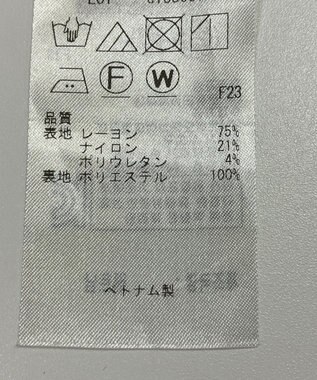 F
W
F23
品質
表地 レーヨン 75%
ナイロン 21%
ポリウレタン 4%
裏地 ポリエステル 100%
ベトナム製